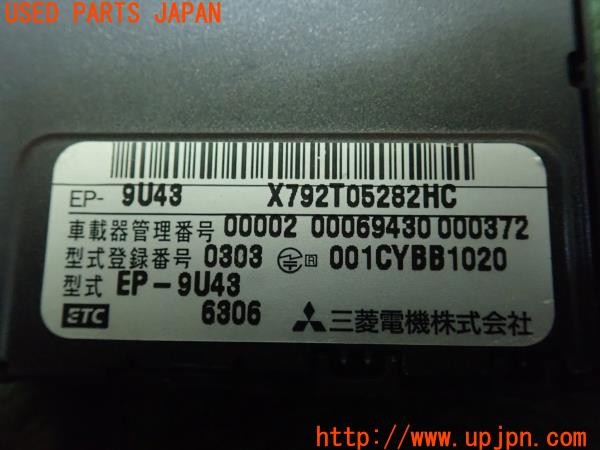 USED PARTS JAPAN
EP- 9U43 X792T05282HC
車載器管理番号 00002 00069430 000372
型式登録番号 0303 R 001CYBB1020
型式 EP-9U43
ETC 6306 三菱電機株式会社
http://www.upjpn.com